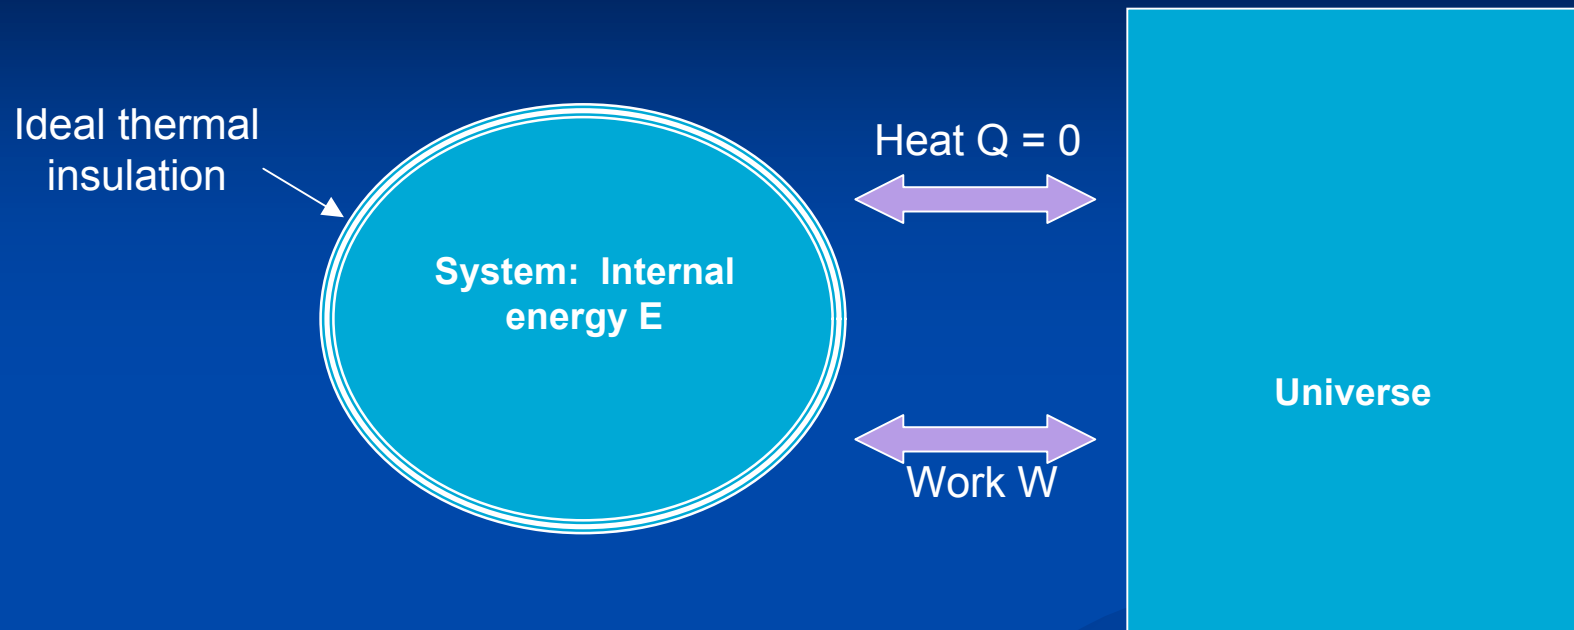 Ideal thermal
insulation
Heat Q = 0
System: Internal
energy E
Universe
Work W